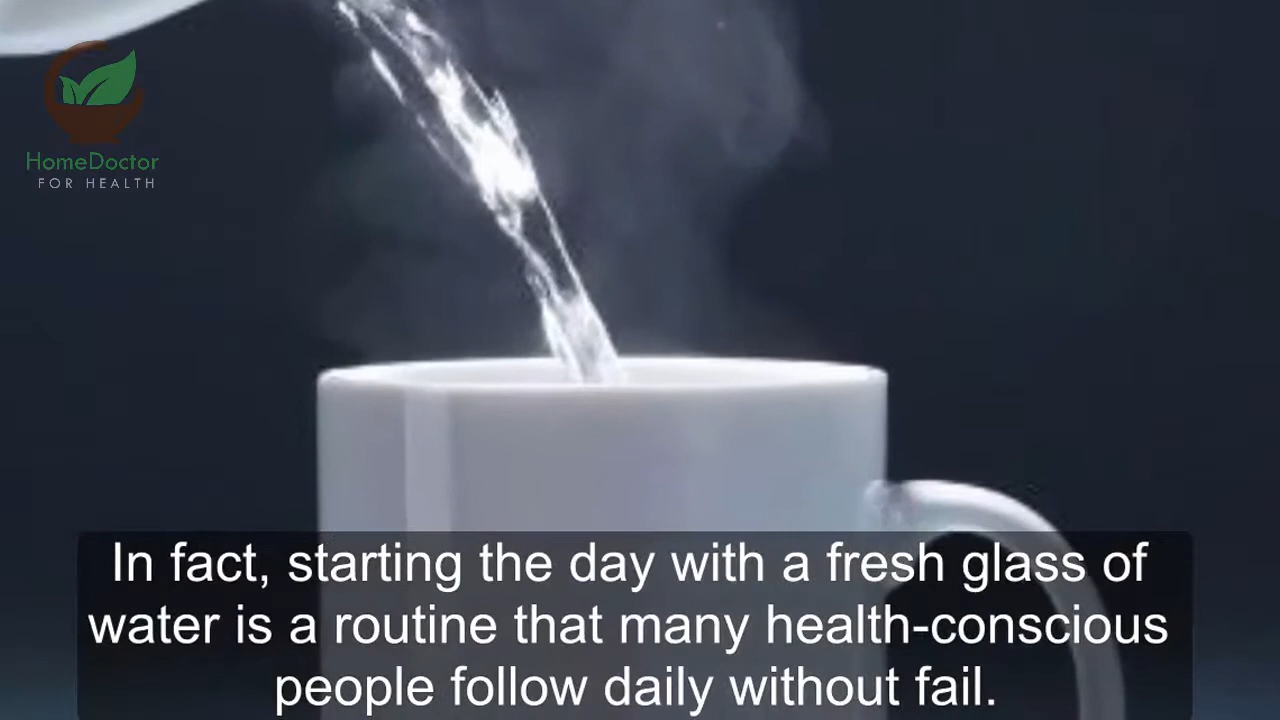 HomeDoctor
FOR HEALTH
In fact, starting the day with a fresh glass of
water is a routine that many health-conscious
people follow daily without fail.